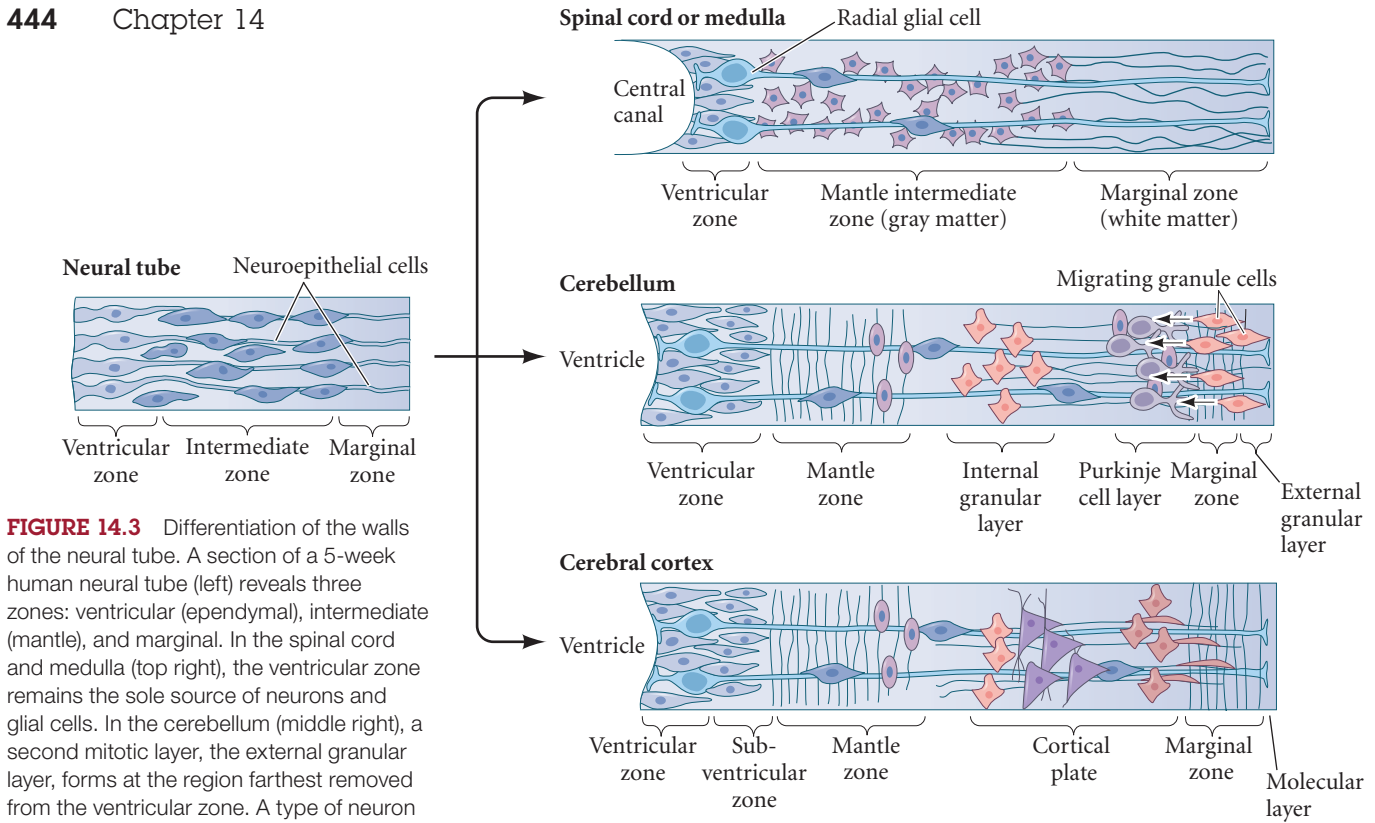 444 Chapter 14
Spinal cord or medulla
Radial glial cell
Central
canal
Ventricular
zone
Mantle intermediate
zone (gray matter)
Marginal zone
(white matter)
Neural tube
Neuroepithelial cells
Ventricular
zone
Intermediate
zone
Marginal
zone
Cerebellum
Migrating granule cells
Ventricle
Ventricular
zone
Mantle
zone
Internal
granular
layer
Purkinje
cell layer
Marginal
zone
External
granular
layer
Cerebral cortex
Ventricle
Ventricular
zone
Sub-
ventricular
zone
Mantle
zone
Cortical
plate
Marginal
zone
Molecular
layer
FIGURE 14.3 Differentiation of the walls
of the neural tube. A section of a 5-week
human neural tube (left) reveals three
zones: ventricular (ependymal), intermediate
(mantle), and marginal. In the spinal cord
and medulla (top right), the ventricular zone
remains the sole source of neurons and
glial cells. In the cerebellum (middle right), a
second mitotic layer, the external granular
layer, forms at the region farthest removed
from the ventricular zone. A type of neuron